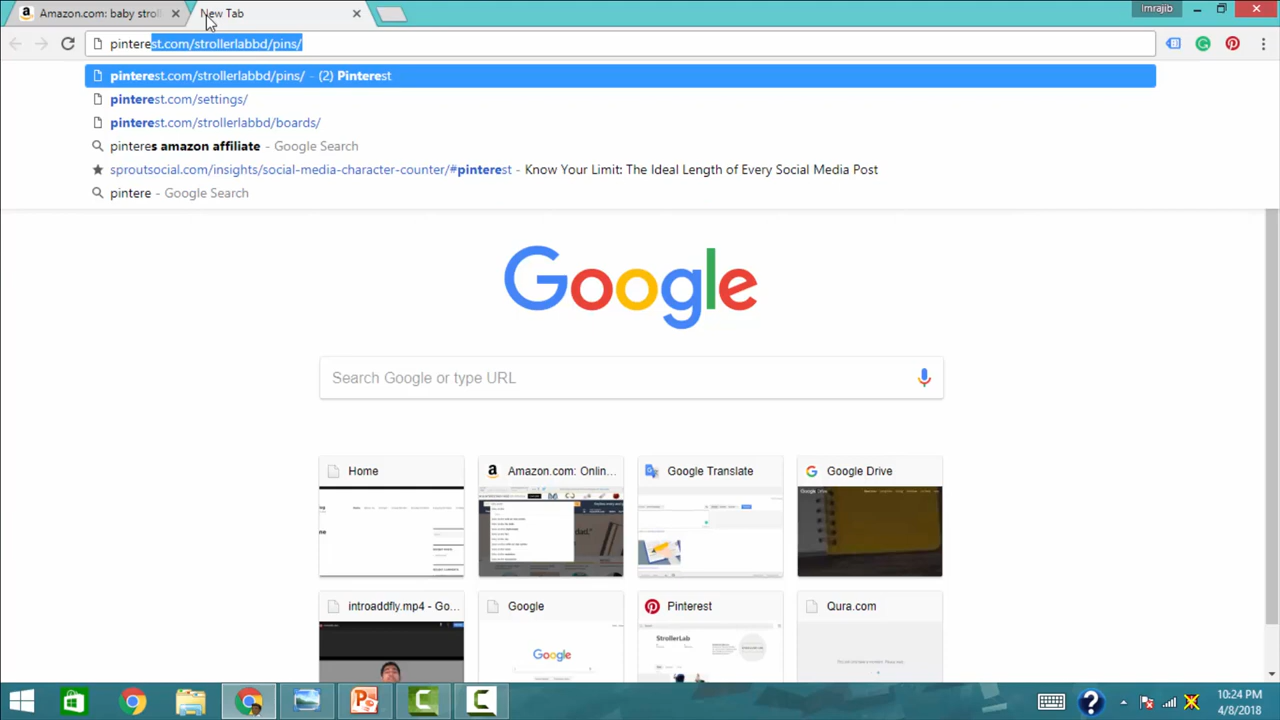 Amazon.com: baby stroll
New Tab
Imrajib
pinterest.com/strollerlabbd/pins/
pinterest.com/strollerlabbd/pins/ - (2) Pinterest
pinterest.com/settings/
pinterest.com/strollerlabbd/boards/
pinteres amazon affiliate - Google Search
sproutsocial.com/insights/social-media-character-counter/#pinterest - Know Your Limit: The Ideal Length of Every Social Media Post
pintere - Google Search
Google
Search Google or type URL
Home
Amazon.com: Onlin...
Google Translate
Google Drive
introaddfly.mp4 - Go...
Google
Pinterest
Qura.com
StrollerLab
Google
10:24 PM
4/8/2018